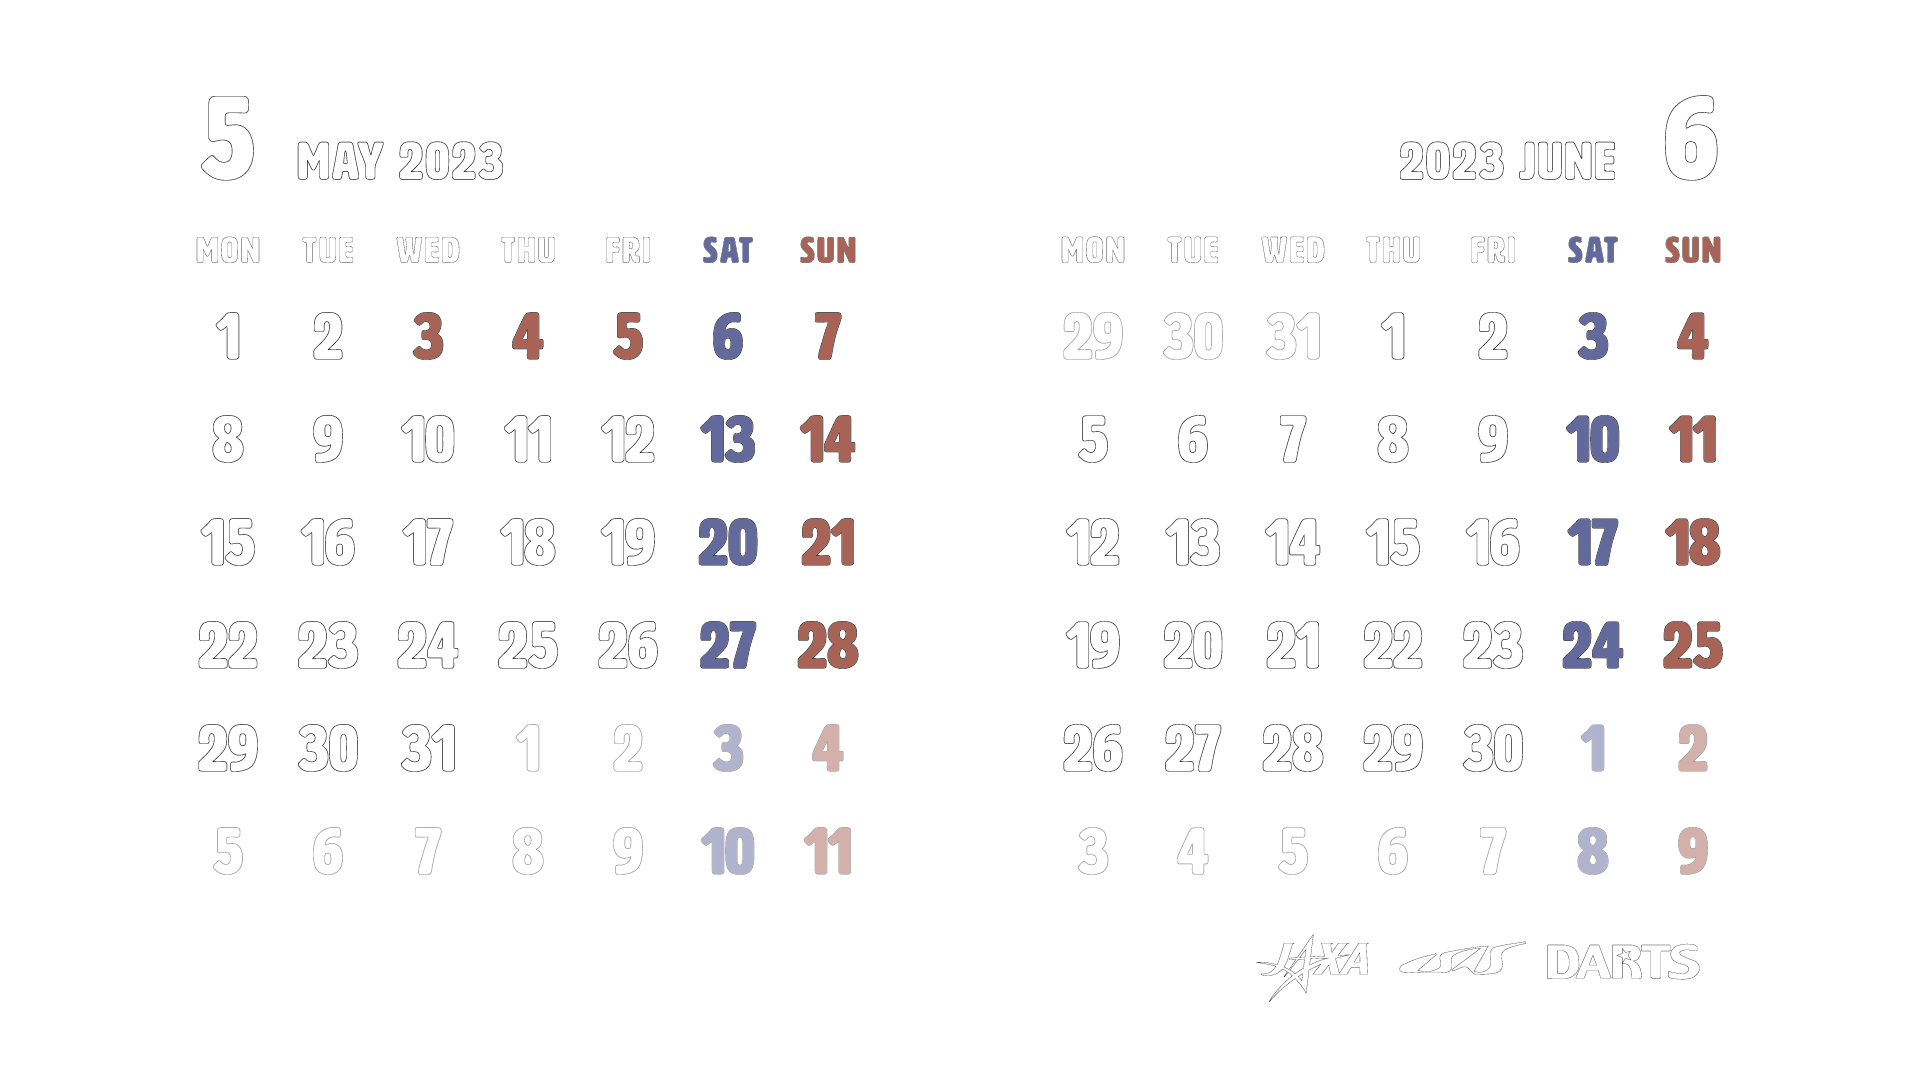 5 MAY 2023
MON TUE WED THU FRI SAT SUN
1 2 3 4 5 6 7
8 9 10 11 12 13 14
15 16 17 18 19 20 21
22 23 24 25 26 27 28
29 30 31 1 2 3 4
5 6 7 8 9 10 11
2023 JUNE 6
MON TUE WED THU FRI SAT SUN
29 30 31 1 2 3 4
5 6 7 8 9 10 11
12 13 14 15 16 17 18
19 20 21 22 23 24 25
26 27 28 29 30 1 2
3 4 5 6 7 8 9
JAXA ISAS DARTS